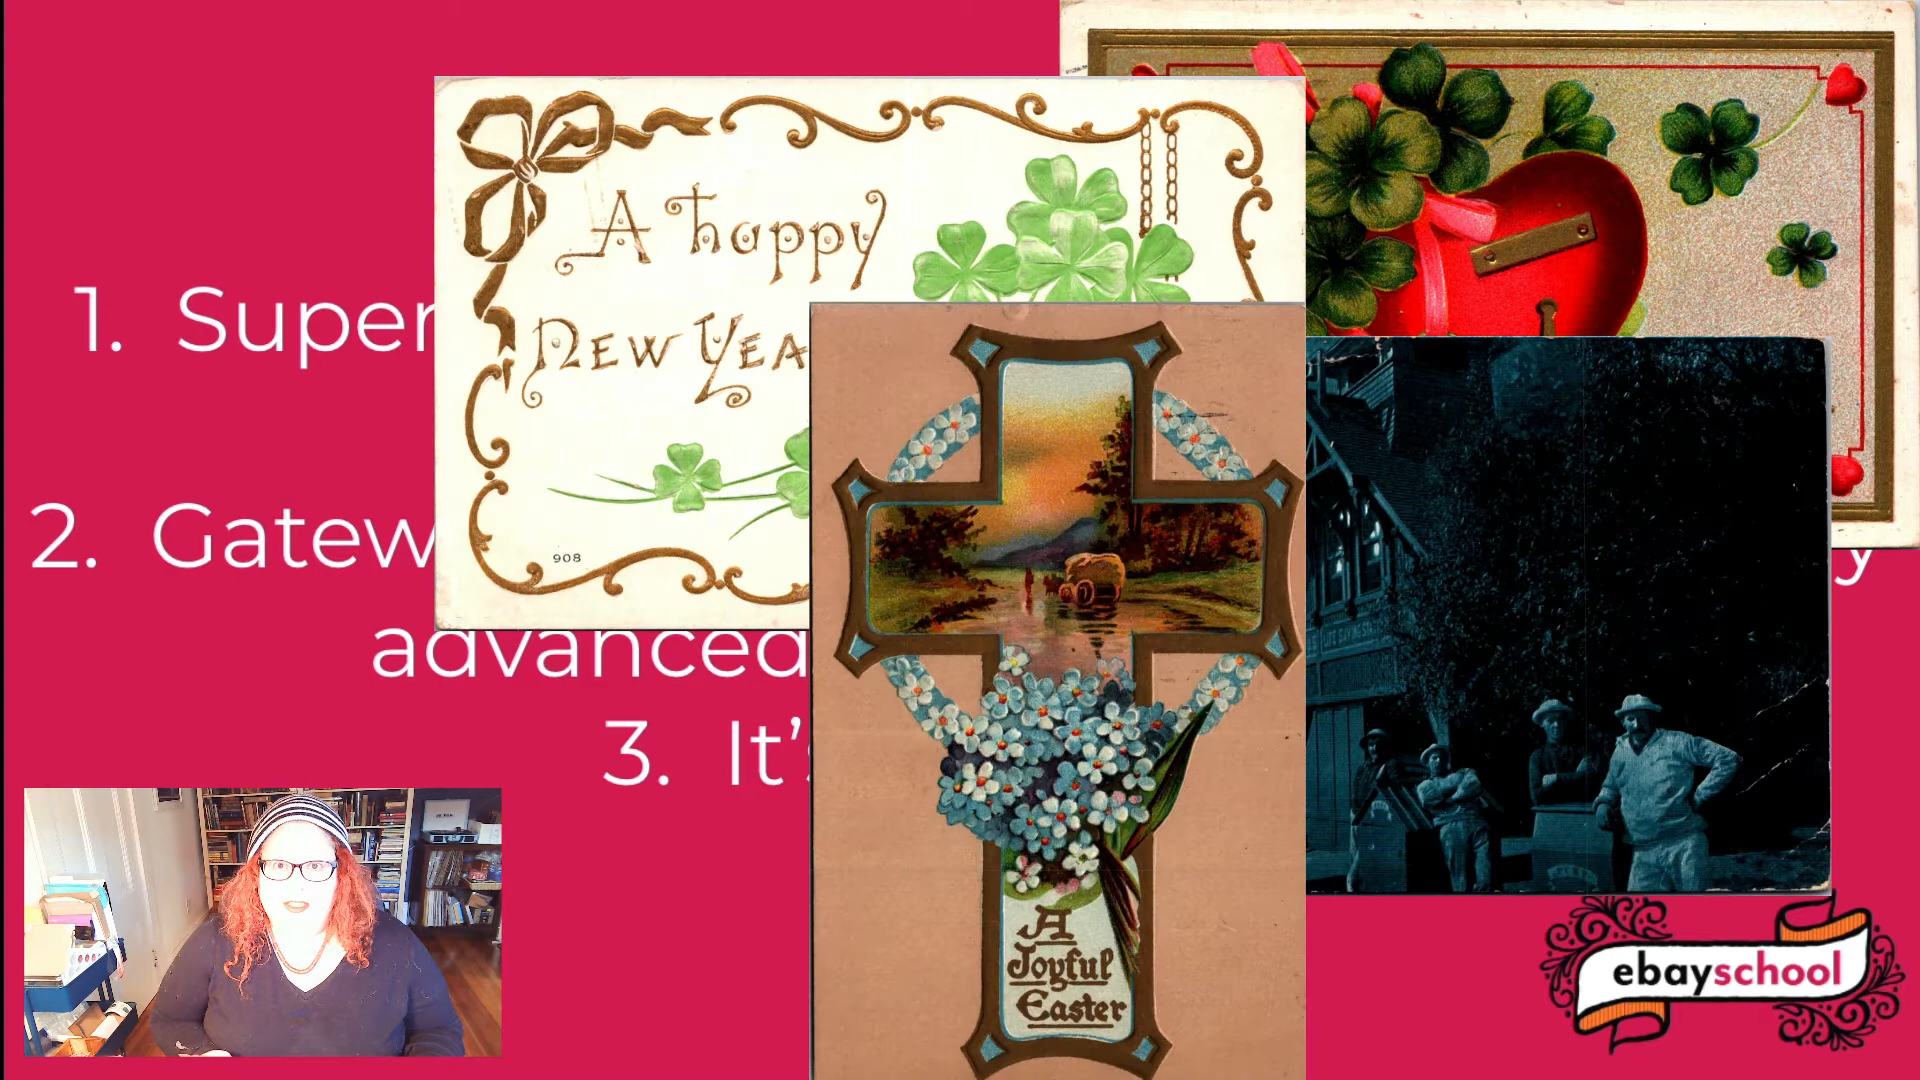 A happy
New Yea
908
1. Super
2. Gatew
y
advanced
3. It's
A
Joyful
Easter
ebayschool